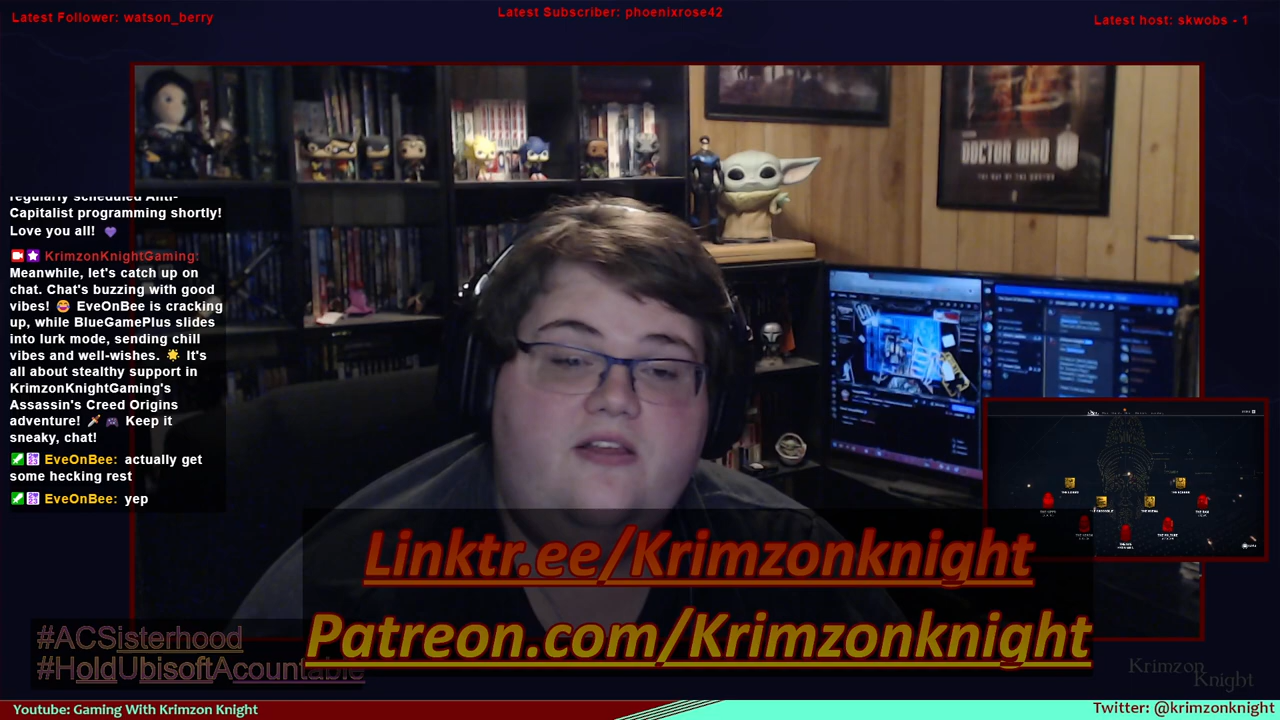 Latest Follower: watson_berry
Latest Subscriber: phoenixrose42
Latest host: skwobs - 1
DOCTOR WHO
THE DAY OF THE DOCTOR
regularly scheduled Anti-
Capitalist programming shortly!
Love you all! 💜
KrimzonKnightGaming:
Meanwhile, let's catch up on
chat. Chat's buzzing with good
vibes! 😄 EveOnBee is cracking
up, while BlueGamePlus slides
into lurk mode, sending chill
vibes and well-wishes. 🌟 It's
all about stealthy support in
KrimzonKnightGaming's
Assassin's Creed Origins
adventure! 🗡️ 🎮 Keep it
sneaky, chat!
EveOnBee: actually get
some hecking rest
EveOnBee: yep
Linktr.ee/Krimzonknight
Patreon.com/Krimzonknight
#ACSisterhood
#HoldUbisoftAcountable
Krimzon
Knight
Youtube: Gaming With Krimzon Knight
Twitter: @krimzonknight